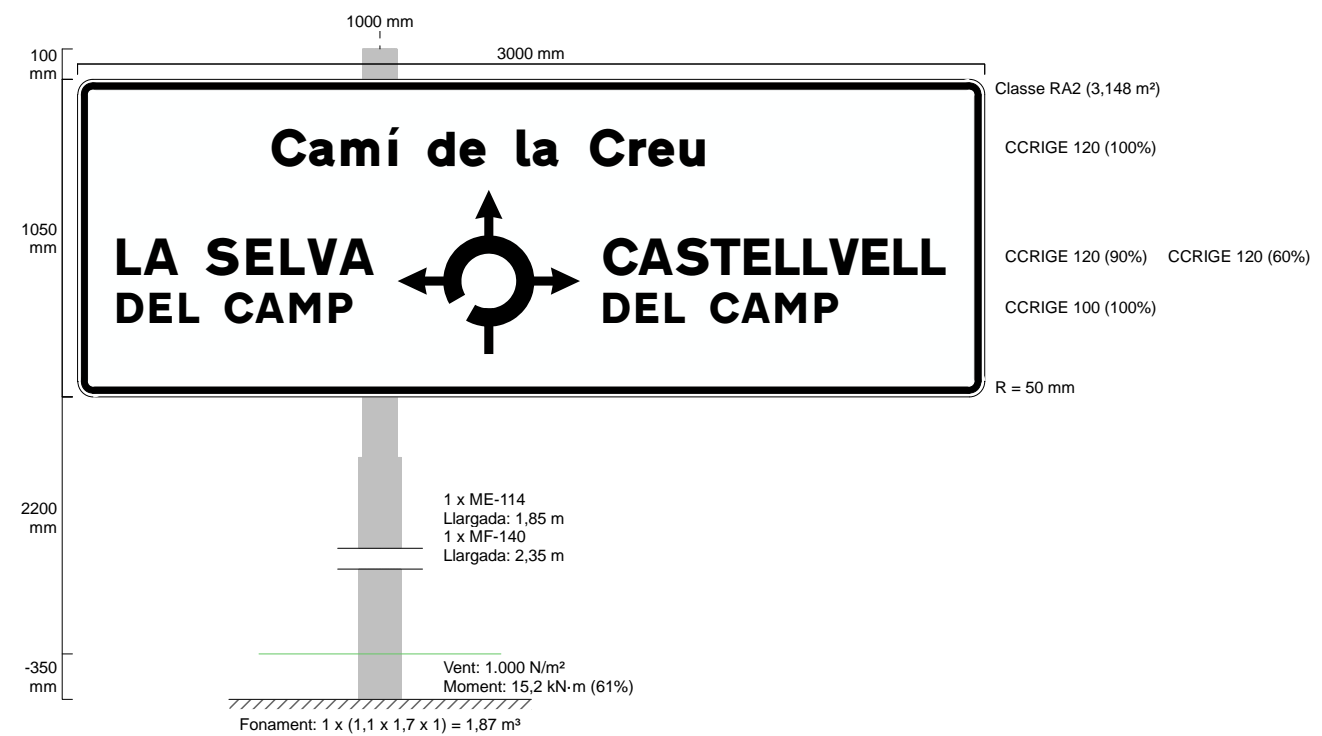 1000 mm
100
mm
3000 mm
Classe RA2 (3,148 m²)
Camí de la Creu
CCRIGE 120 (100%)
1050
mm
LA SELVA
DEL CAMP
CASTELLVELL
DEL CAMP
CCRIGE 120 (90%) CCRIGE 120 (60%)
CCRIGE 100 (100%)
R = 50 mm
2200
mm
1 x ME-114
Llargada: 1,85 m
1 x MF-140
Llargada: 2,35 m
-350
mm
Vent: 1.000 N/m²
Moment: 15,2 kN·m (61%)
Fonament: 1 x (1,1 x 1,7 x 1) = 1,87 m³